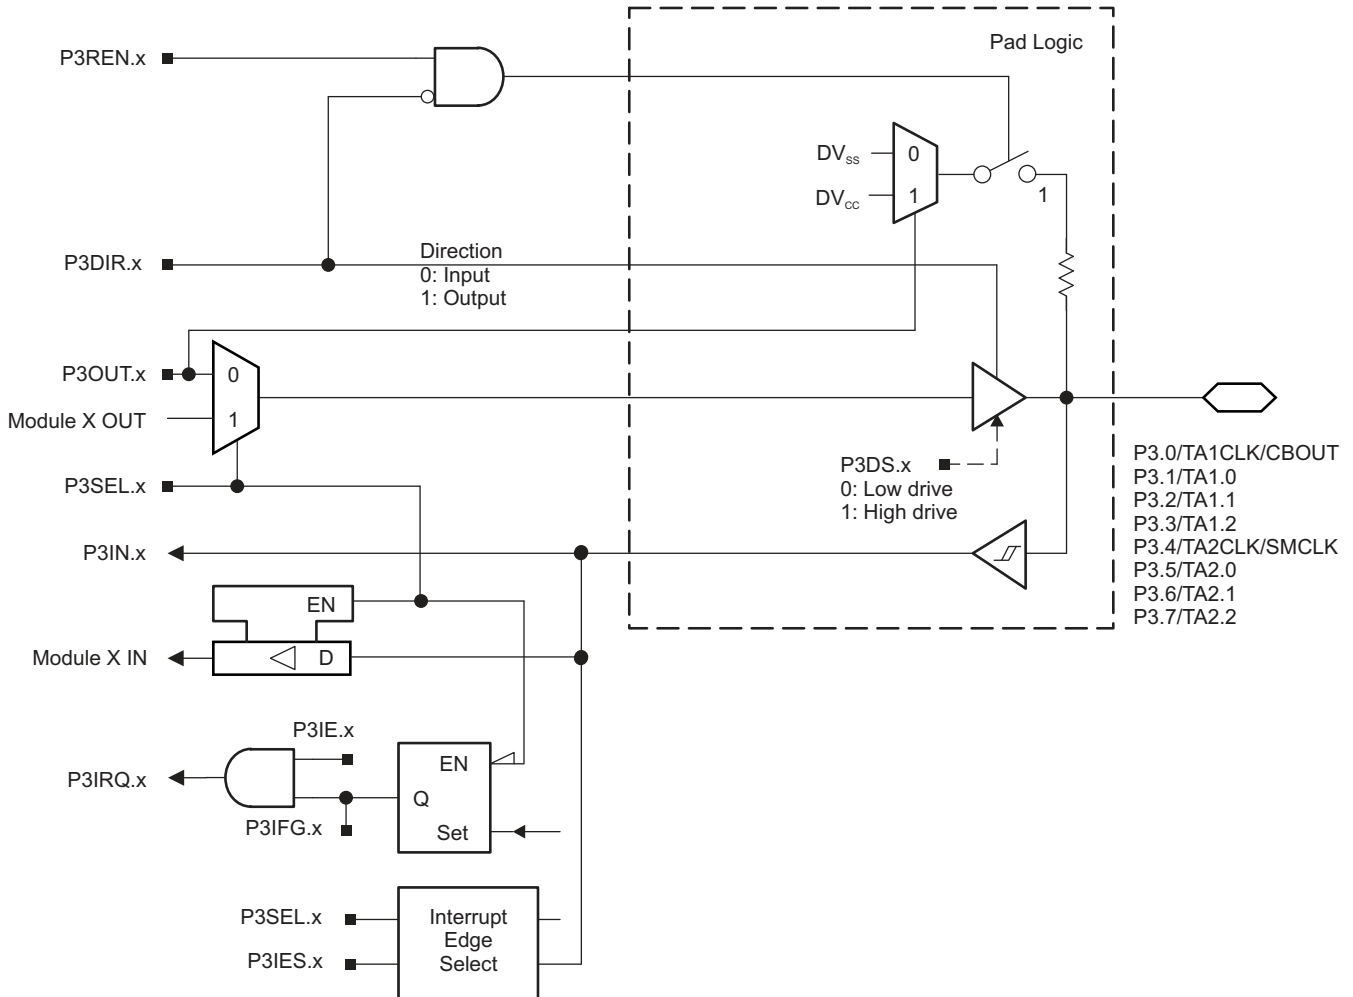 Pad Logic
P3REN.x
DVSS
0
DVCC
1
1
P3DIR.x
Direction
0: Input
1: Output
P3OUT.x
0
Module X OUT
1
P3DS.x
0: Low drive
1: High drive
P3SEL.x
P3.0/TA1CLK/CBOUT
P3.1/TA1.0
P3.2/TA1.1
P3.3/TA1.2
P3.4/TA2CLK/SMCLK
P3.5/TA2.0
P3.6/TA2.1
P3.7/TA2.2
P3IN.x
EN
Module X IN
D
P3IE.x
P3IRQ.x
EN
Q
P3IFG.x
Set
P3SEL.x
P3IES.x
Interrupt
Edge
Select